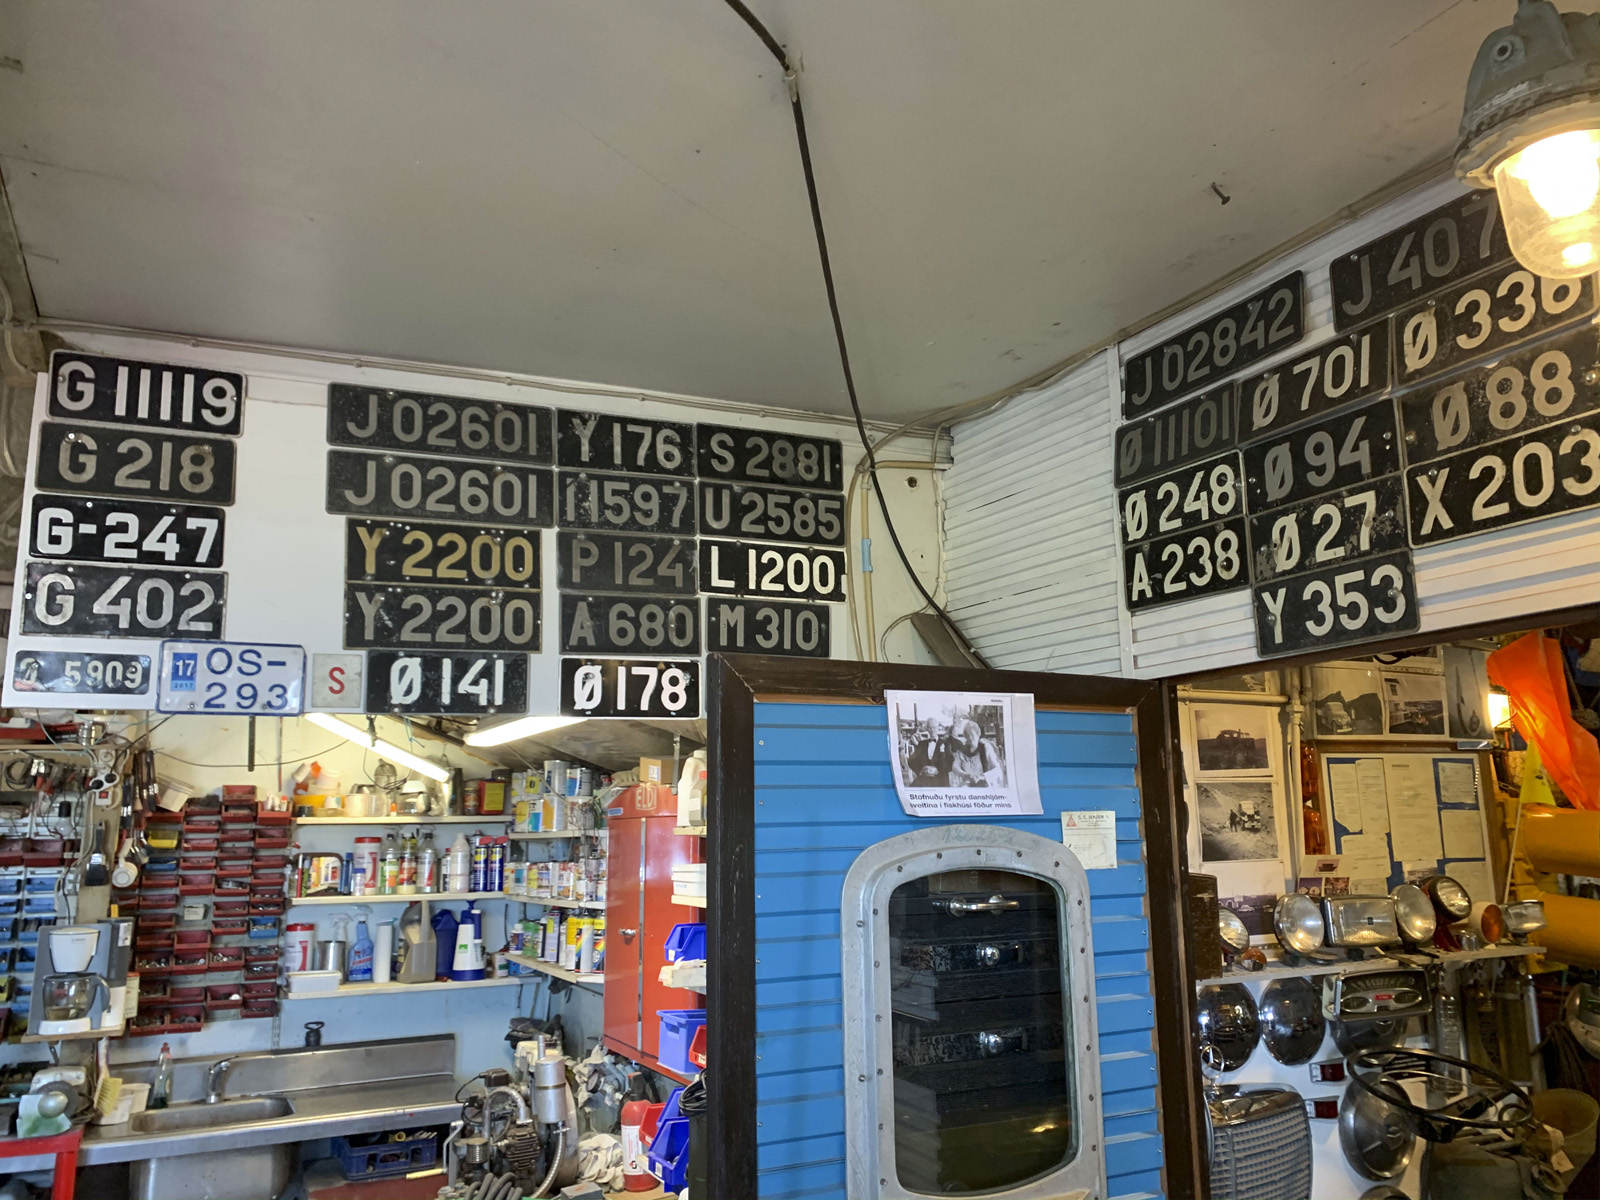 G 11119
G 218
G-247
G 402
5909
17
2017
OS-
293
S
J 02601
J 02601
Y 2200
Y 2200
Ø 141
Y 176
11597
P 124
A 680
Ø 178
S 2881
U 2585
L 1200
M 310
J 02842
Ø 11101
Ø 248
A 238
Ø 701
Ø 94
Ø 27
Y 353
J 407
Ø 336
Ø 88
X 203
Stofnuðu fyrstu danshljóm-
sveitina í fiskhúsi föður míns